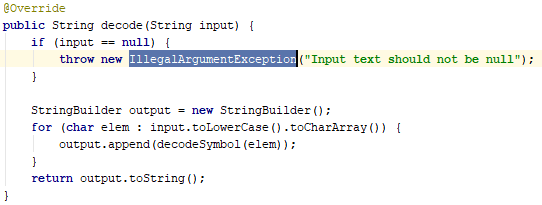 @Override
public String decode(String input) {
    if (input == null) {
        throw new IllegalArgumentException("Input text should not be null");
    }

    StringBuilder output = new StringBuilder();
    for (char elem : input.toLowerCase().toCharArray()) {
        output.append(decodeSymbol(elem));
    }
    return output.toString();
}